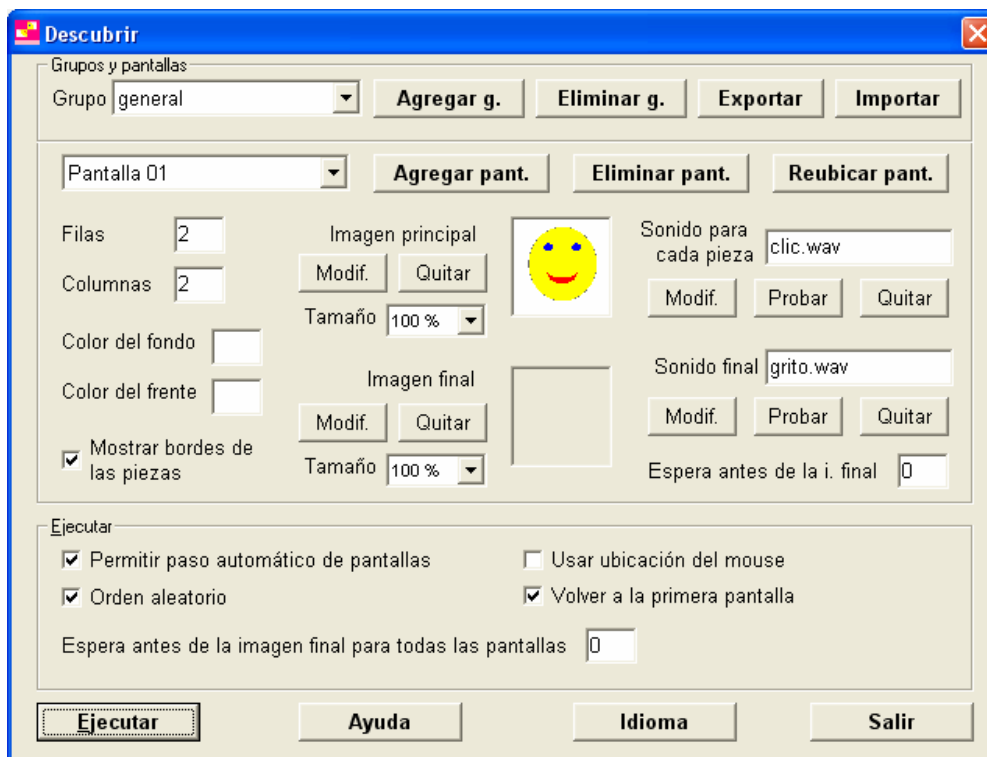 Descubrir
Grupos y pantallas
Grupo general Agregar g. Eliminar g. Exportar Importar
Pantalla 01 Agregar pant. Eliminar pant. Reubicar pant.
Filas 2
Columnas 2
Color del fondo
Color del frente
Mostrar bordes de
las piezas
Imagen principal
Modif. Quitar
Tamaño 100 %
Imagen final
Modif. Quitar
Tamaño 100 %
Sonido para
cada pieza clic.wav
Modif. Probar Quitar
Sonido final grito.wav
Modif. Probar Quitar
Espera antes de la i. final 0
Ejecutar
Permitir paso automático de pantallas Usar ubicación del mouse
Orden aleatorio Volver a la primera pantalla
Espera antes de la imagen final para todas las pantallas 0
Ejecutar Ayuda Idioma Salir